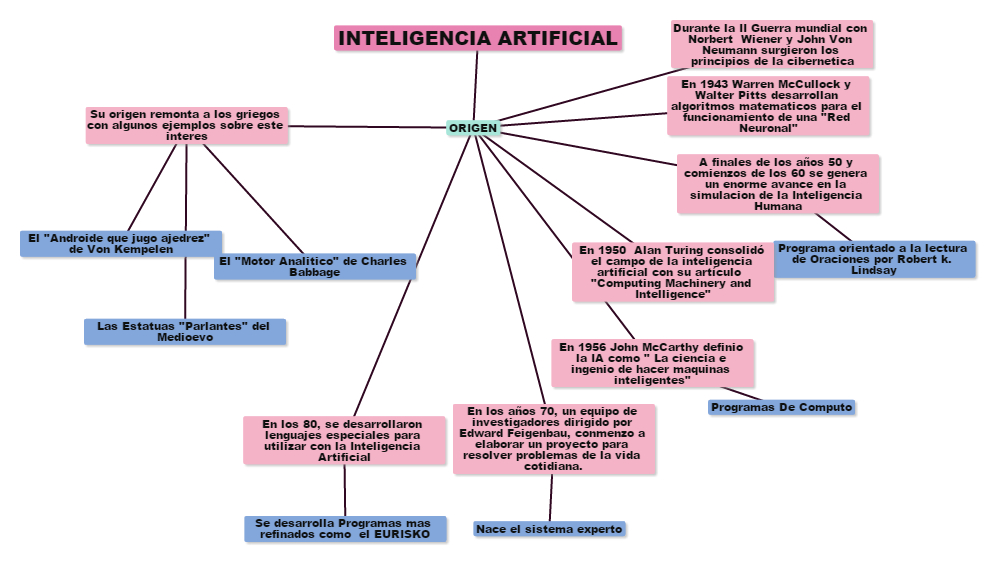 INTELIGENCIA ARTIFICIAL
Durante la II Guerra mundial con
Norbert  Wiener y John Von
Neumann surgieron los
principios de la cibernetica
En 1943 Warren McCullock y
Walter Pitts desarrollan
algoritmos matematicos para el
funcionamiento de una "Red
Neuronal"
Su origen remonta a los griegos
con algunos ejemplos sobre este
interes
ORIGEN
A finales de los años 50 y
comienzos de los 60 se genera
un enorme avance en la
simulacion de la Inteligencia
Humana
El "Androide que jugo ajedrez"
de Von Kempelen
El "Motor Analitico" de Charles
Babbage
En 1950  Alan Turing consolidó
el campo de la inteligencia
artificial con su artículo
"Computing Machinery and
Intelligence"
Programa orientado a la lectura
de Oraciones por Robert k.
Lindsay
Las Estatuas "Parlantes" del
Medioevo
En 1956 John McCarthy definio
la IA como " La ciencia e
ingenio de hacer maquinas
inteligentes"
Programas De Computo
En los 80, se desarrollaron
lenguajes especiales para
utilizar con la Inteligencia
Artificial
En los años 70, un equipo de
investigadores dirigido por
Edward Feigenbau, conmenzo a
elaborar un proyecto para
resolver problemas de la vida
cotidiana.
Se desarrolla Programas mas
refinados como  el EURISKO
Nace el sistema experto